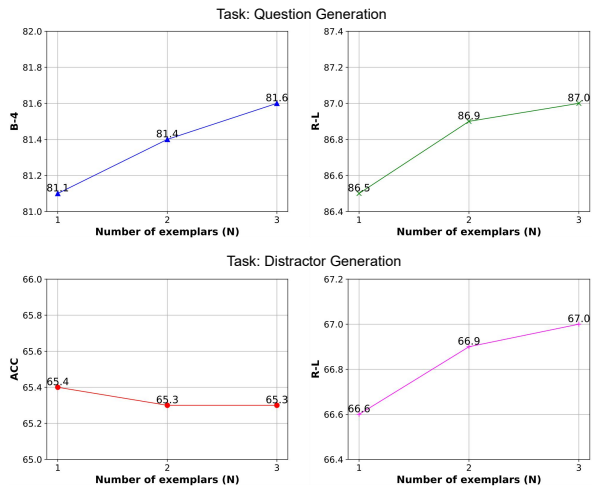 Task: Question Generation
82.0
81.8
81.6
81.4
81.2
81.0
B-4
81.1
81.4
81.6
1 2 3
Number of exemplars (N)
87.4
87.2
87.0
86.8
86.6
86.4
R-L
86.5
86.9
87.0
1 2 3
Number of exemplars (N)
Task: Distractor Generation
66.0
65.8
65.6
65.4
65.2
65.0
ACC
65.4
65.3
65.3
1 2 3
Number of exemplars (N)
67.2
67.0
66.8
66.6
66.4
R-L
66.6
66.9
67.0
1 2 3
Number of exemplars (N)